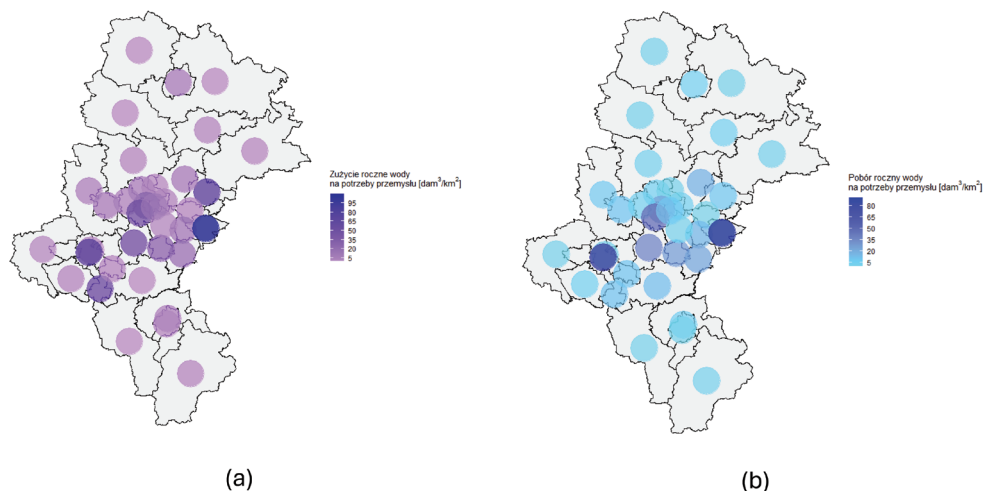 Zużycie roczne wody
na potrzeby przemysłu [dam³/km²]
95
80
65
50
35
20
5
Pobór roczny wody
na potrzeby przemysłu [dam³/km²]
80
65
50
35
20
5
(a)
(b)